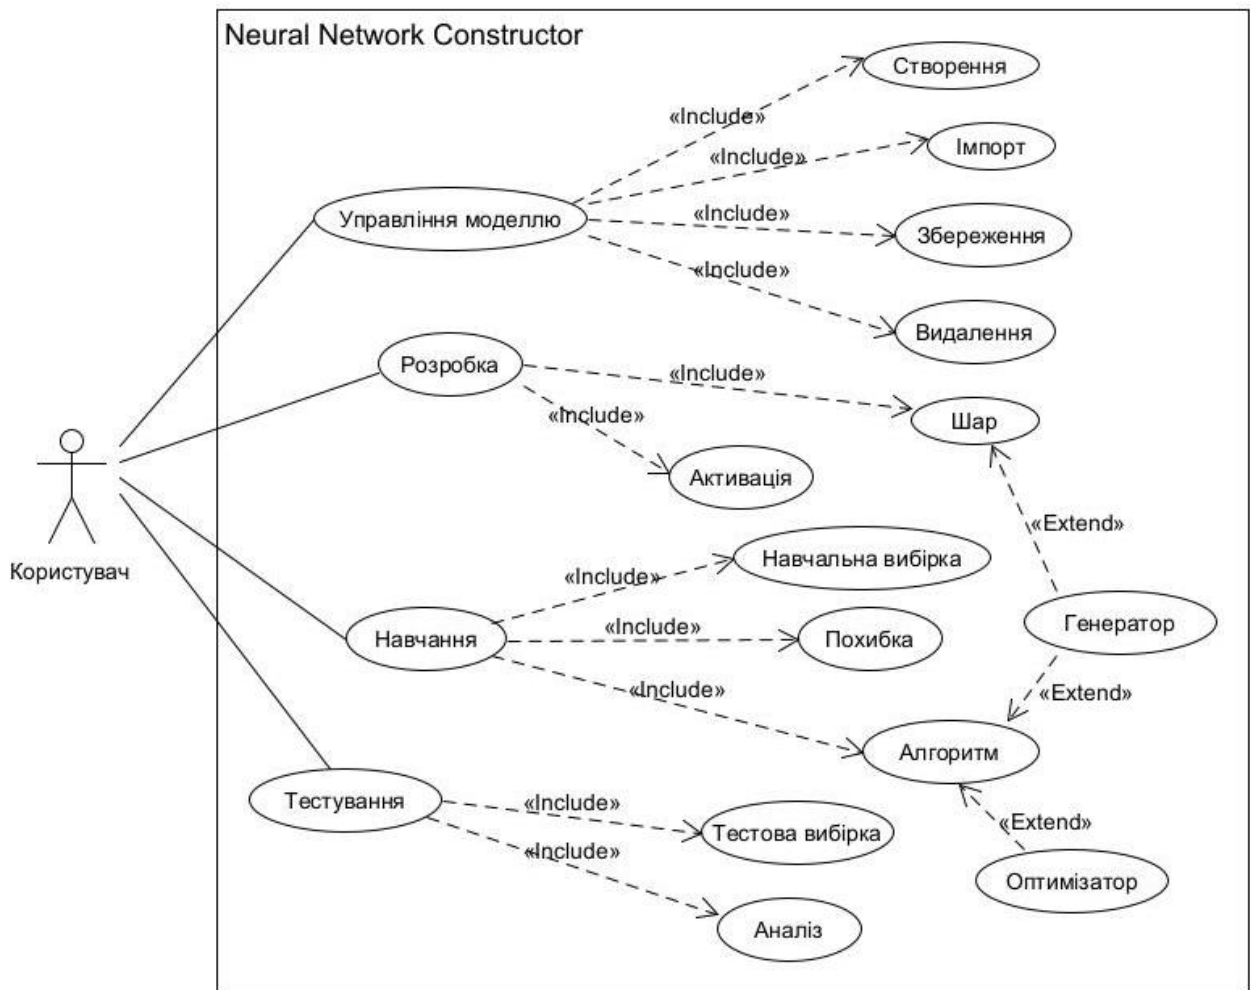 Neural Network Constructor
Створення
«Include»
Імпорт
«Include»
Управління моделлю
«Include»
Збереження
«Include»
Видалення
Розробка
«Include»
Шар
«Include»
Активація
Користувач
«Extend»
Навчальна вибірка
«Include»
Генератор
Навчання
«Include»
Похибка
«Include»
«Extend»
Алгоритм
Тестування
«Include»
Тестова вибірка
«Extend»
«Include»
Оптимізатор
Аналіз